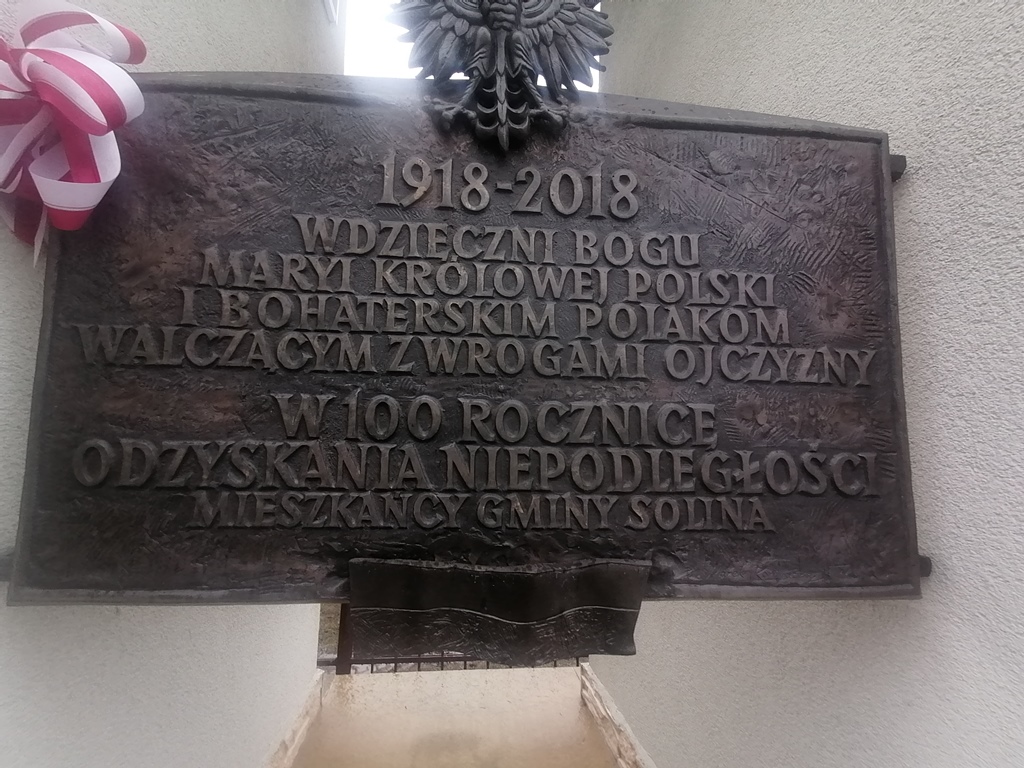 1918-2018
WDZIĘCZNI BOGU
MARYI KRÓLOWEJ POLSKI
I BOHATERSKIM POLAKOM
WALCZĄCYM Z WROGAMI OJCZYZNY
W 100 ROCZNICĘ
ODZYSKANIA NIEPODLEGŁOŚCI
MIESZKAŃCY GMINY SOLINA